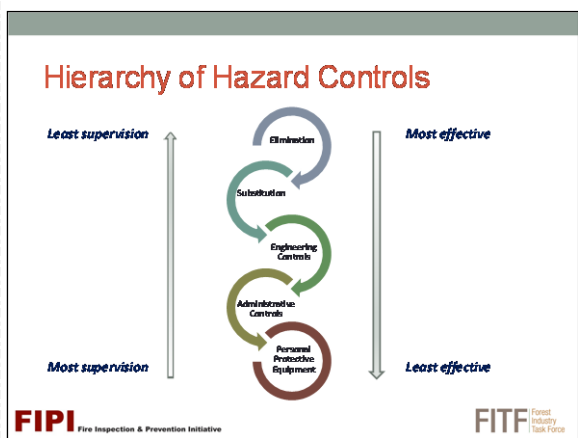 Hierarchy of Hazard Controls
Least supervision
Most effective
Elimination
Substitution
Engineering
Controls
Administrative
Controls
Personal
Protective
Equipment
Most supervision
Least effective
FIPI Fire Inspection & Prevention Initiative
FITF
Forest
Industry
Task Force